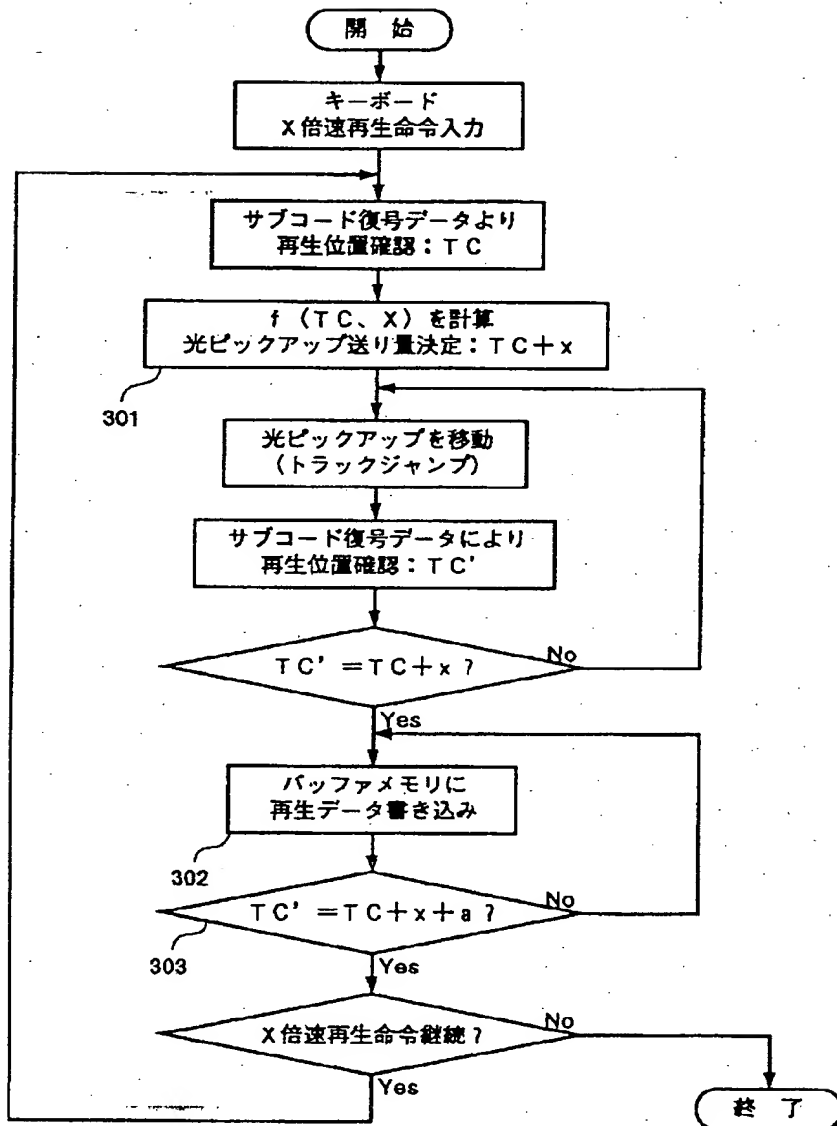 開 始
キーボード
X倍速再生命令入力
サブコード復号データより
再生位置確認:TC
f (TC、X) を計算
光ピックアップ送り量決定:TC+x
301
光ピックアップを移動
(トラックジャンプ)
サブコード復号データにより
再生位置確認:TC'
TC'=TC+x?
No
Yes
バッファメモリに
再生データ書き込み
302
TC'=TC+x+a?
No
303
Yes
X倍速再生命令継続?
No
Yes
終 了